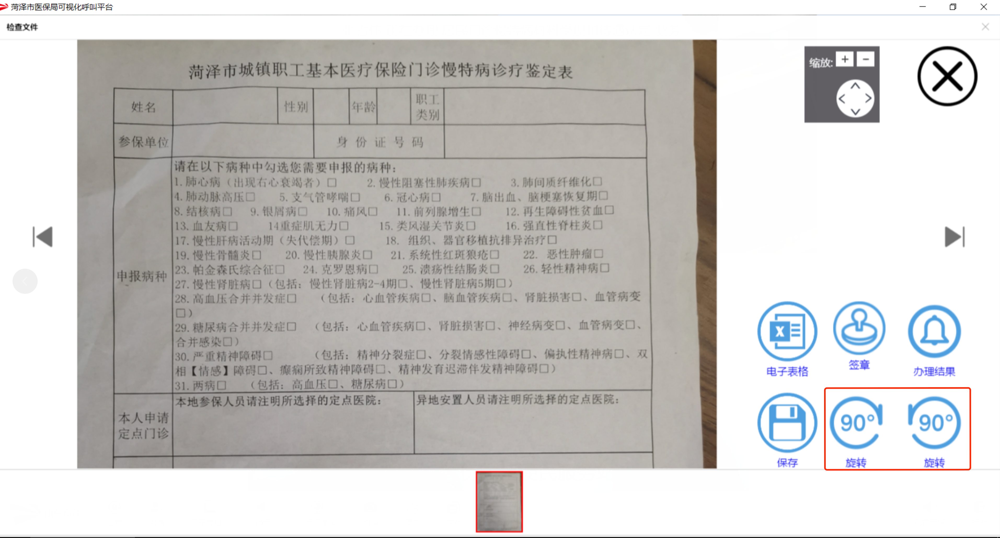 菏泽市医保局可视化呼叫平台
检查文件
菏泽市城镇职工基本医疗保险门诊慢特病诊疗鉴定表
姓名 性别 年龄 职工类别
参保单位 身份证号码
申报病种
请在以下病种中勾选您需要申报的病种：
1.肺心病（出现右心衰竭者）□ 2.慢性阻塞性肺疾病□ 3.肺间质纤维化□
4.肺动脉高压□ 5.支气管哮喘□ 6.冠心病□ 7.脑出血、脑梗塞恢复期□
8.结核病□ 9.银屑病□ 10.痛风□ 11.前列腺增生□ 12.再生障碍性贫血□
13.血友病□ 14重症肌无力□ 15.类风湿关节炎□ 16.强直性脊柱炎□
17.慢性肝病活动期（失代偿期）□ 18. 组织、器官移植抗排异治疗□
19.慢性骨髓炎□ 20.慢性胰腺炎□ 21.系统性红斑狼疮□ 22. 恶性肿瘤□
23.帕金森氏综合征□ 24.克罗恩病□ 25.溃疡性结肠炎□ 26.轻性精神病□
27.慢性肾脏病□（包括：慢性肾脏病2-4期□、慢性肾脏病5期□）
28.高血压合并并发症□ （包括：心血管疾病□、脑血管疾病□、肾脏损害□、血管病变
□）
29.糖尿病合并并发症□ （包括：心血管疾病□、肾脏损害□、神经病变□、血管病变□、
合并感染□）
30.严重精神障碍□ （包括：精神分裂症□、分裂情感性障碍□、偏执性精神病□、双
相【情感】障碍□、癫痫所致精神障碍□、精神发育迟滞伴发精神障碍□）
31.两病□ （包括：高血压□、糖尿病□）
本人申请
定点门诊
本地参保人员请注明所选择的定点医院：
异地安置人员请注明所选择的定点医院：
缩放: + −
电子表格
签章
办理结果
保存
90°
旋转
90°
旋转